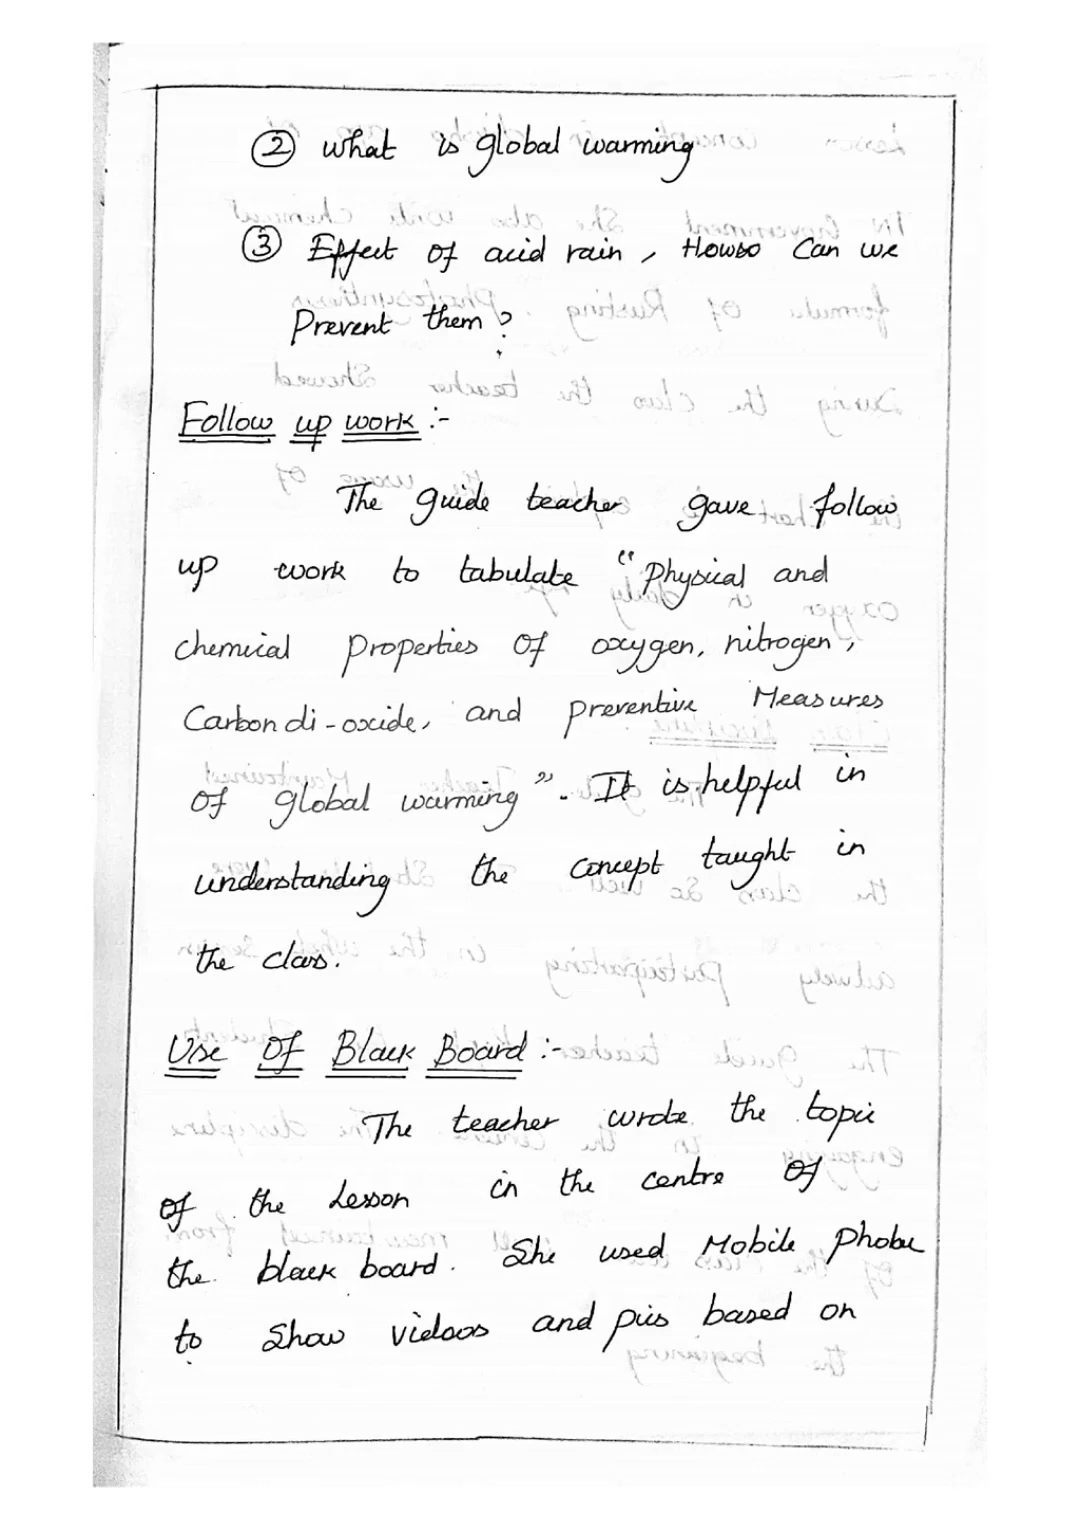 ② What is global warming
③ Effect of acid rain, Howso Can we
Prevent them?
Follow up work :-
The guide teacher gave follow
up work to tabulate "Physical and
chemical properties of oxygen, nitrogen,
Carbon di-oxide, and preventive Measures
of global warming". It is helpful in
understanding the concept taught in
the class.
Use of Black Board :-
The teacher wrote the topic
of the Lesson in the centre of
the black board. She used Mobile Phobe
to Show vidoos and pics based on